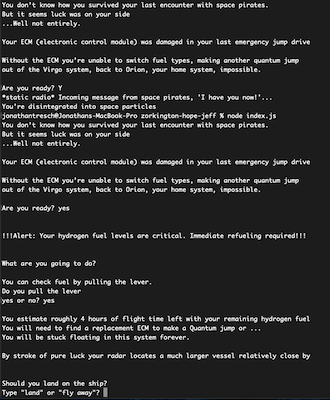 You don't know how you survived your last encounter with space pirates.
But it seems luck was on your side
...Well not entirely.
Your ECM (electronic control module) was damaged in your last emergency jump drive
Without the ECM you're unable to switch fuel types, making another quantum jump
out of the Virgo system, back to Orion, your home system, impossible.
Are you ready? Y
*static radio* Incoming message from space pirates, 'I have you now!'...
You're disintegrated into space particles
jonathantresch@Jonathans-MacBook-Pro zorkington-hope-jeff % node index.js
You don't know how you survived your last encounter with space pirates.
But it seems luck was on your side
...Well not entirely.
Your ECM (electronic control module) was damaged in your last emergency jump drive
Without the ECM you're unable to switch fuel types, making another quantum jump
out of the Virgo system, back to Orion, your home system, impossible.
Are you ready? yes
!!!Alert: Your hydrogen fuel levels are critical. Immediate refueling required!!!
What are you going to do?
You can check fuel by pulling the lever.
Do you pull the lever
yes or no? yes
You estimate roughly 4 hours of flight time left with your remaining hydrogen fuel
You will need to find a replacement ECM to make a Quantum jump or ...
You will be stuck floating in this system forever.
By stroke of pure luck your radar locates a much larger vessel relatively close by
Should you land on the ship?
Type "land" or "fly away"?